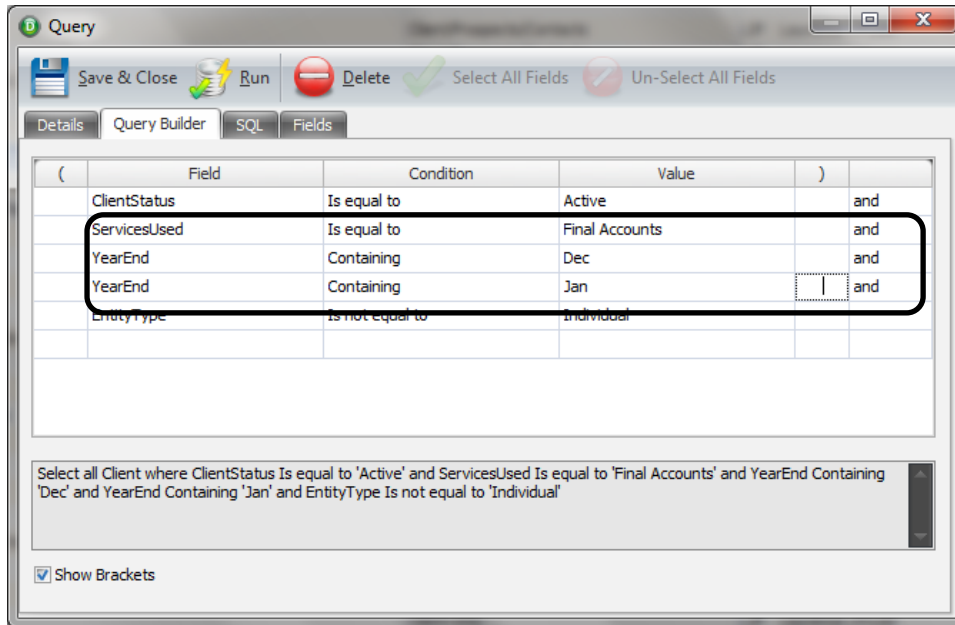 Query
Save & Close Run Delete Select All Fields Un-Select All Fields
Details Query Builder SQL Fields
( Field Condition Value )
ClientStatus Is equal to Active and
ServicesUsed Is equal to Final Accounts and
YearEnd Containing Dec and
YearEnd Containing Jan and
EntityType Is not equal to Individual
Select all Client where ClientStatus Is equal to 'Active' and ServicesUsed Is equal to 'Final Accounts' and YearEnd Containing
'Dec' and YearEnd Containing 'Jan' and EntityType Is not equal to 'Individual'
Show Brackets